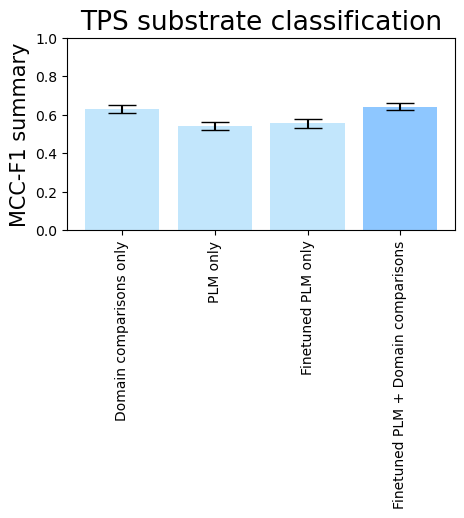 TPS substrate classification
MCC-F1 summary
1.0
0.8
0.6
0.4
0.2
0.0
Domain comparisons only
PLM only
Finetuned PLM only
Finetuned PLM + Domain comparisons